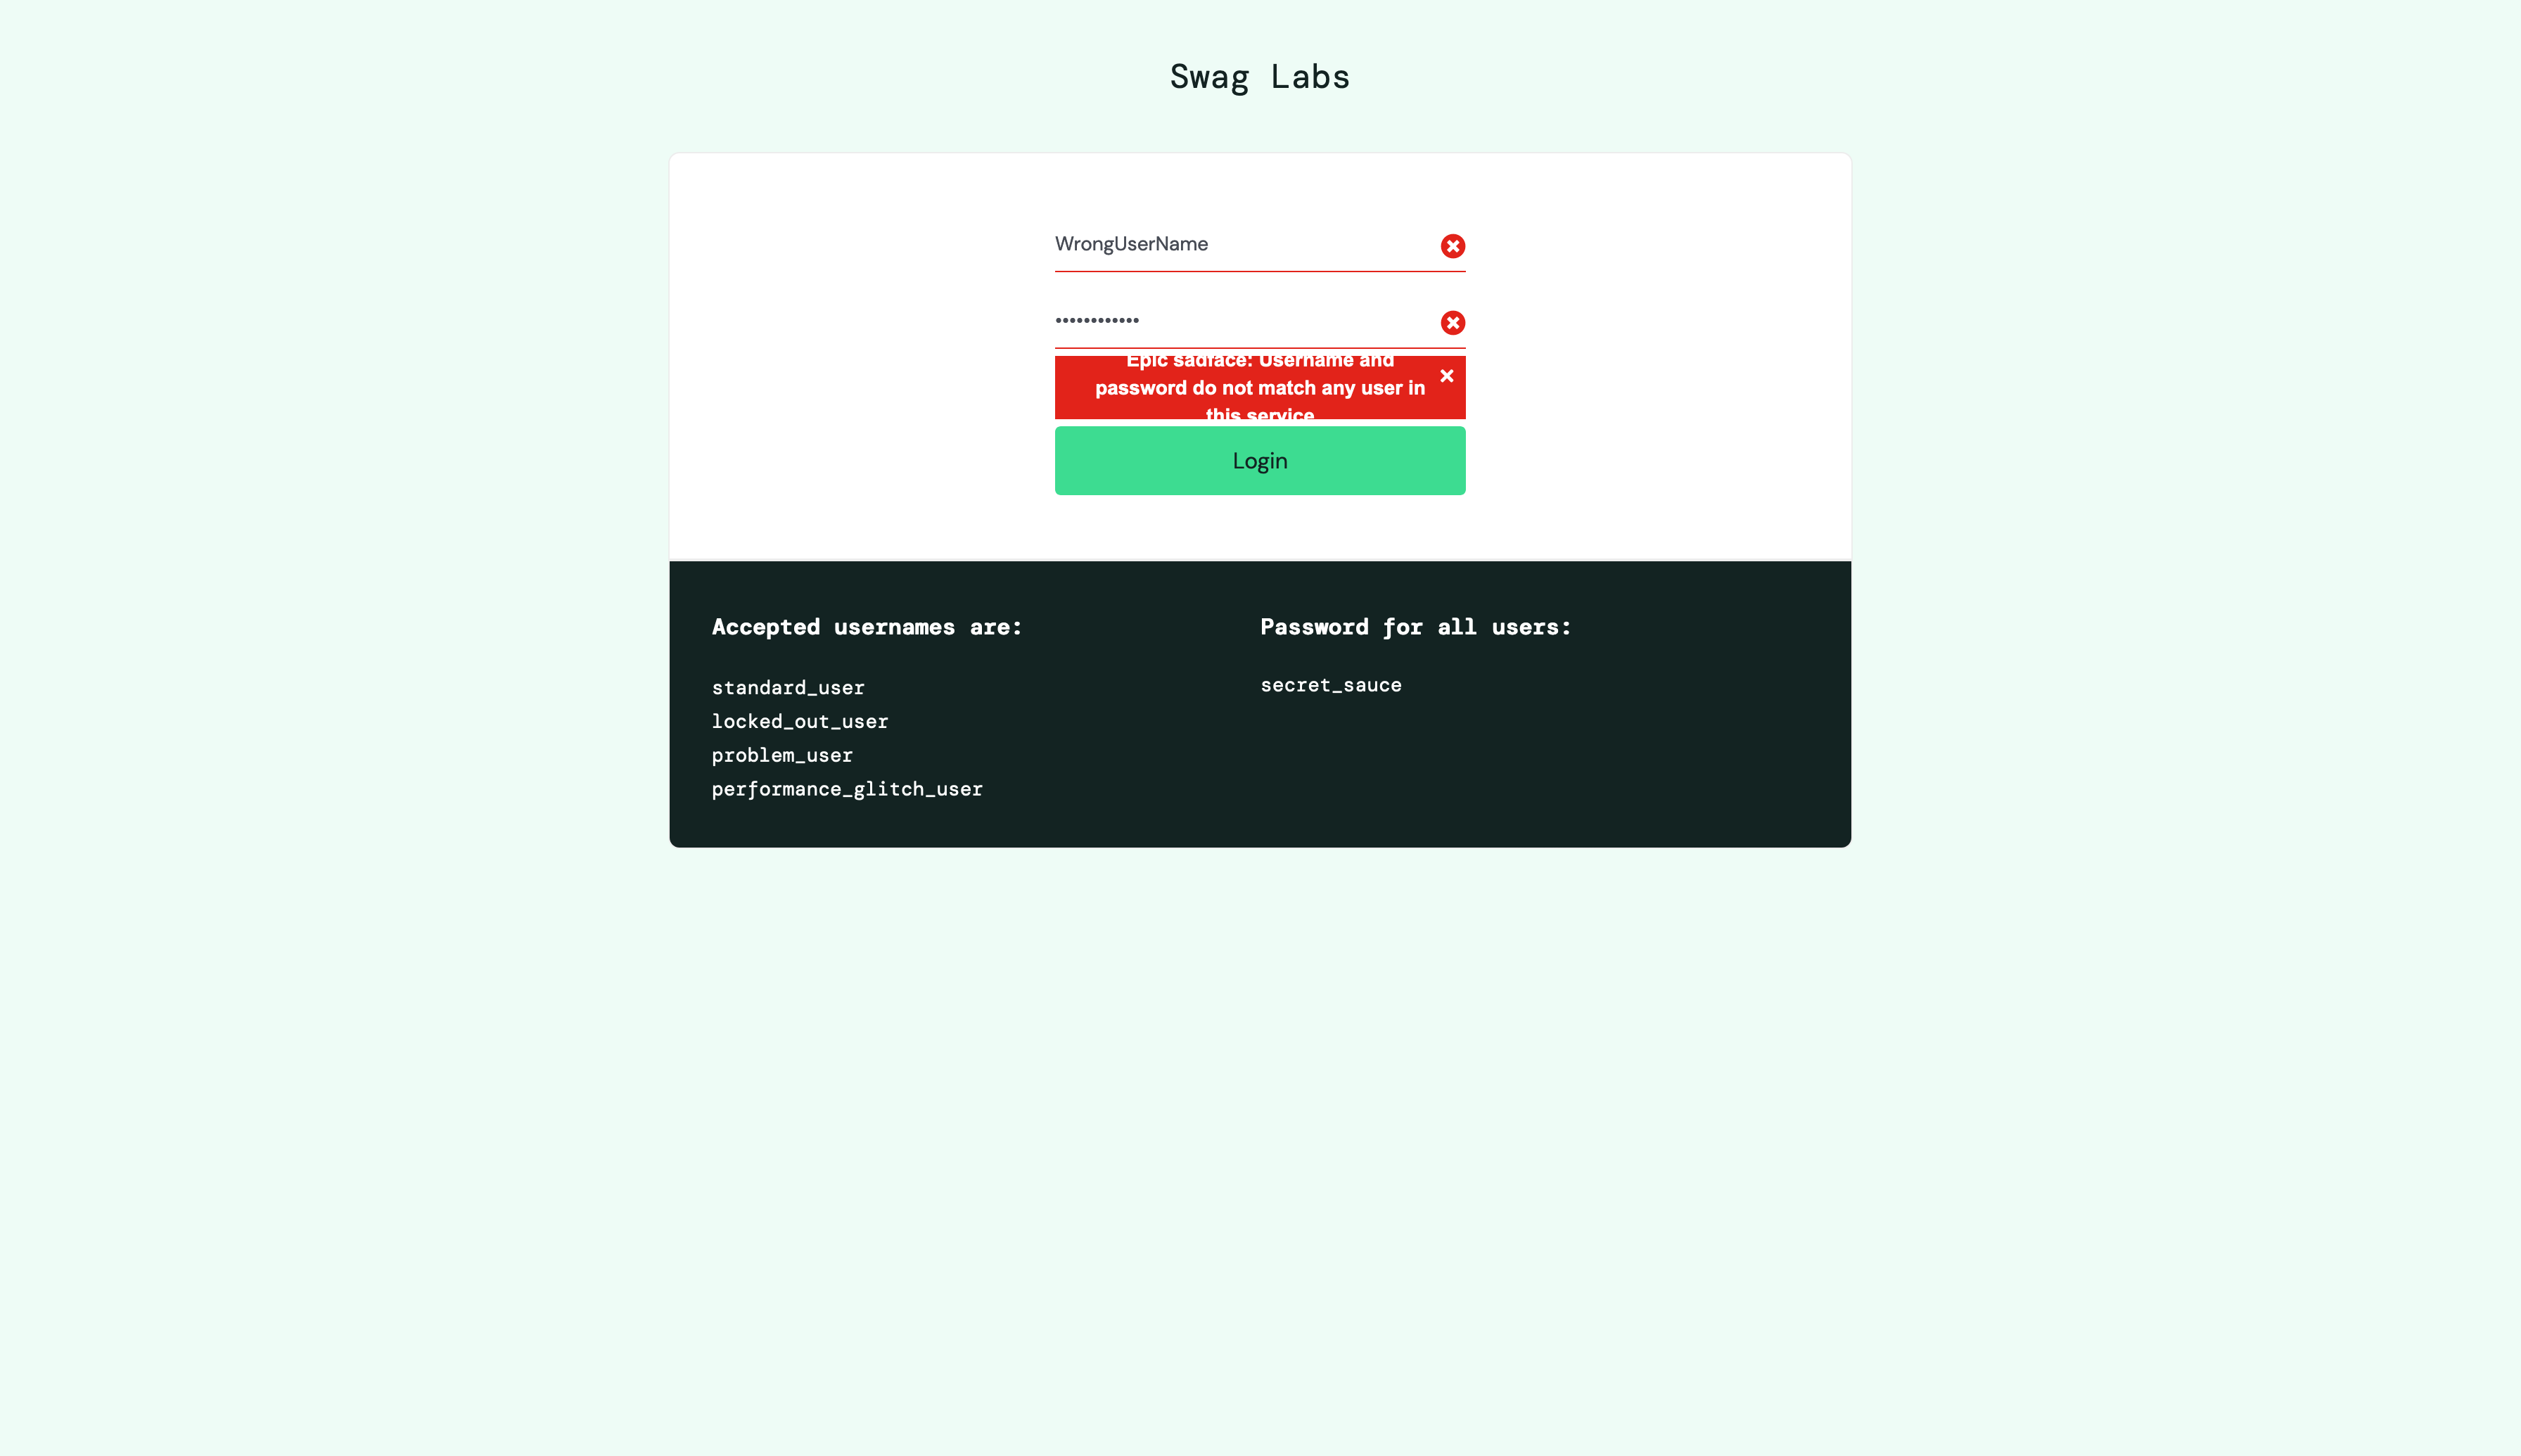 Swag Labs
WrongUserName
••••••••••••
Epic sadface: Username and
password do not match any user in
this service
Login
Accepted usernames are:
standard_user
locked_out_user
problem_user
performance_glitch_user
Password for all users:
secret_sauce